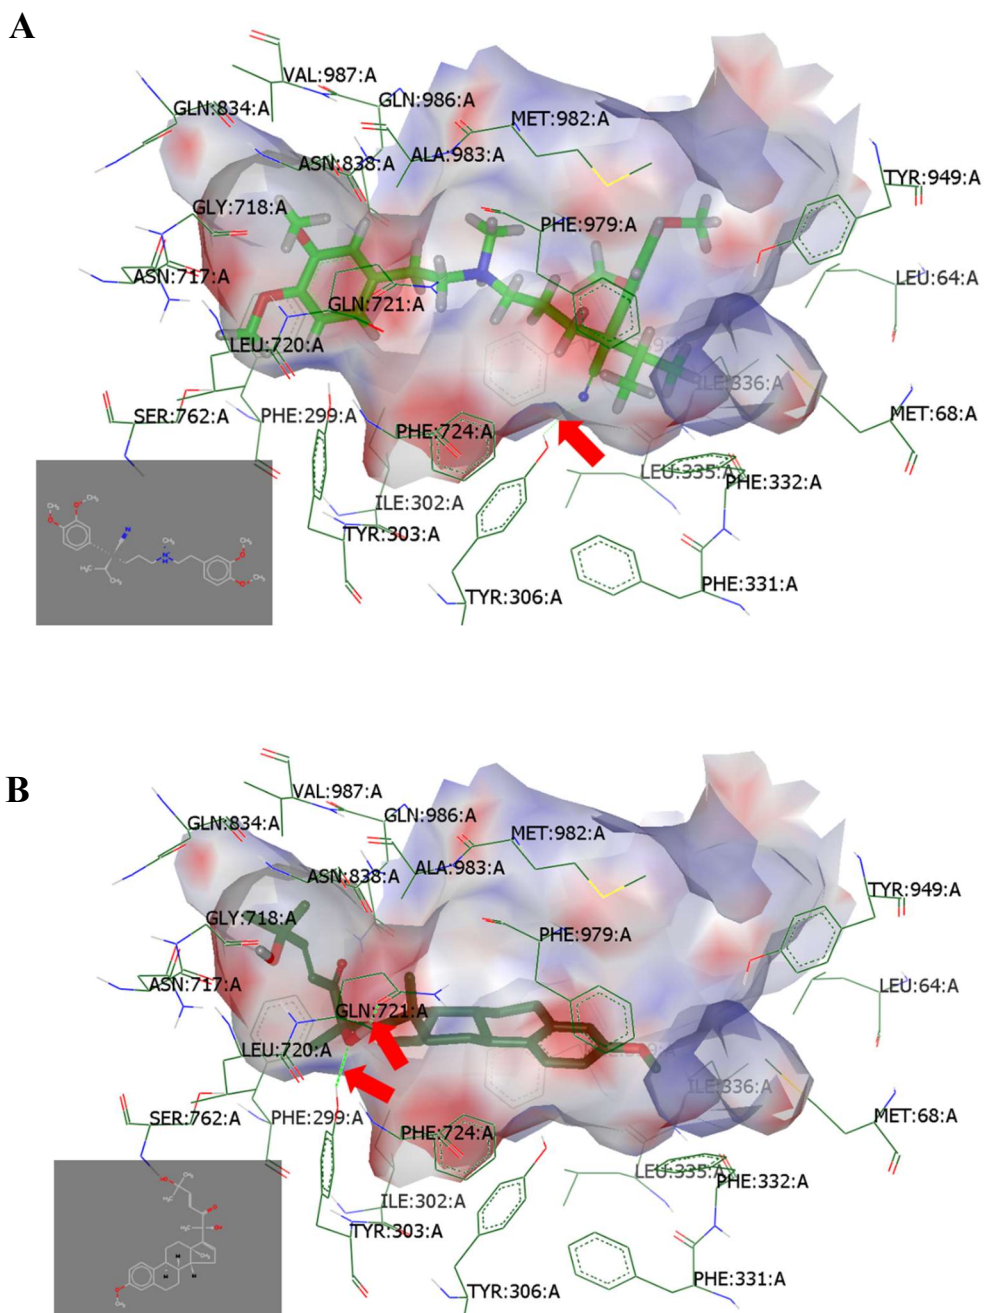 A
VAL:987:A
GLN:834:A
GLN:986:A
MET:982:A
ASN:838:A
ALA:983:A
TYR:949:A
GLY:718:A
PHE:979:A
ASN:717:A
LEU:64:A
GLN:721:A
LEU:720:A
ILE:336:A
SER:762:A
PHE:299:A
PHE:724:A
MET:68:A
LEU:335:A
PHE:332:A
ILE:302:A
TYR:303:A
TYR:306:A
PHE:331:A
B
VAL:987:A
GLN:834:A
GLN:986:A
MET:982:A
ASN:838:A
ALA:983:A
TYR:949:A
GLY:718:A
PHE:979:A
ASN:717:A
LEU:64:A
GLN:721:A
LEU:720:A
ILE:336:A
SER:762:A
PHE:299:A
PHE:724:A
MET:68:A
LEU:335:A
PHE:332:A
ILE:302:A
TYR:303:A
TYR:306:A
PHE:331:A